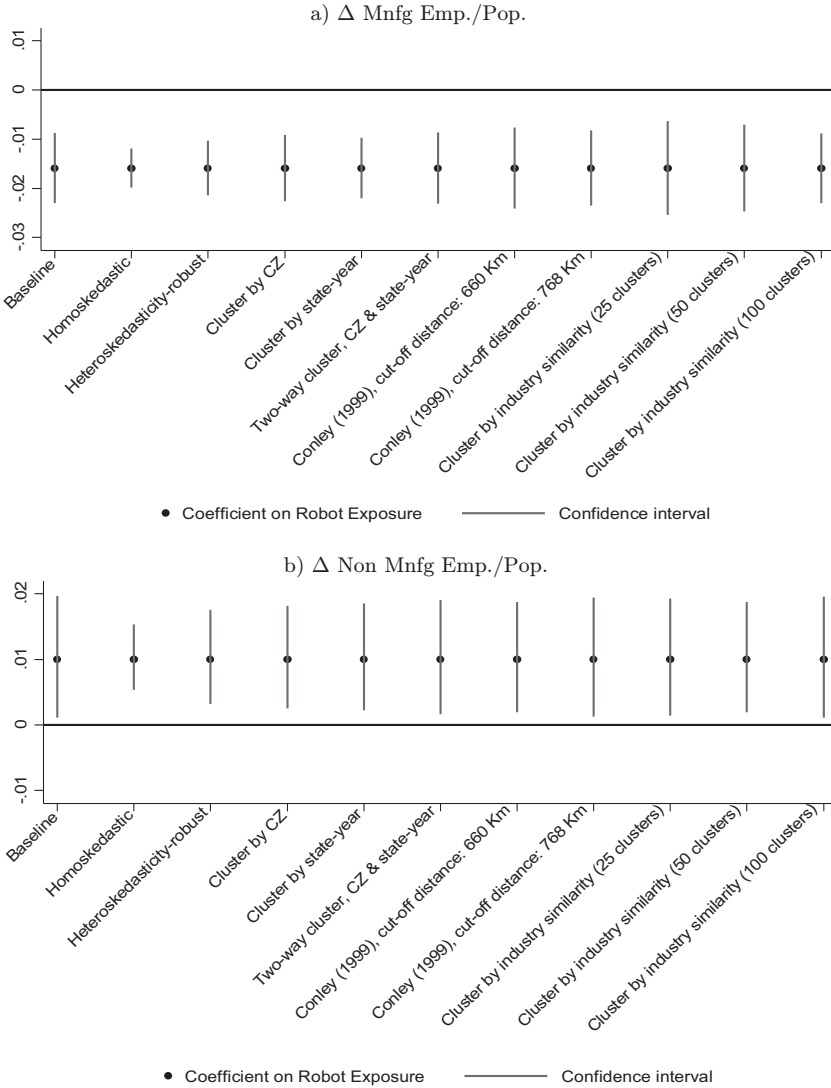 a) Δ Mnfg Emp./Pop.
.01
0
-.01
-.02
-.03
Baseline
Homoskedastic
Heteroskedasticity-robust
Cluster by CZ
Cluster by state-year
Two-way cluster, CZ & state-year
Conley (1999), cut-off distance: 660 Km
Conley (1999), cut-off distance: 768 Km
Cluster by industry similarity (25 clusters)
Cluster by industry similarity (50 clusters)
Cluster by industry similarity (100 clusters)
Coefficient on Robot Exposure Confidence interval
b) Δ Non Mnfg Emp./Pop.
.02
.01
0
-.01
Baseline
Homoskedastic
Heteroskedasticity-robust
Cluster by CZ
Cluster by state-year
Two-way cluster, CZ & state-year
Conley (1999), cut-off distance: 660 Km
Conley (1999), cut-off distance: 768 Km
Cluster by industry similarity (25 clusters)
Cluster by industry similarity (50 clusters)
Cluster by industry similarity (100 clusters)
Coefficient on Robot Exposure Confidence interval